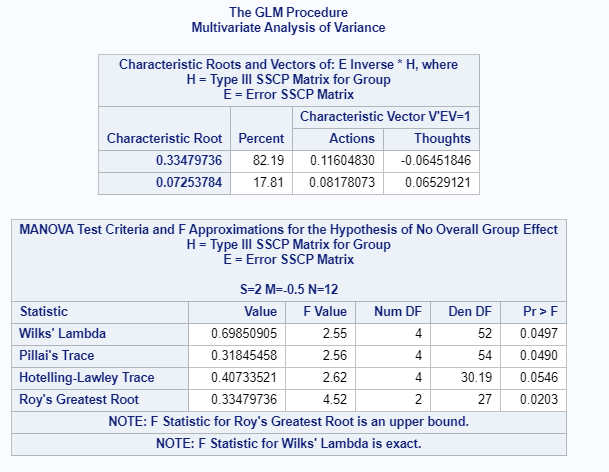 The GLM Procedure
Multivariate Analysis of Variance
Characteristic Roots and Vectors of: E Inverse * H, where
H = Type III SSCP Matrix for Group
E = Error SSCP Matrix
Characteristic Vector V'EV=1
Characteristic Root Percent Actions Thoughts
0.33479736 82.19 0.11604830 -0.06451846
0.07253784 17.81 0.08178073 0.06529121
MANOVA Test Criteria and F Approximations for the Hypothesis of No Overall Group Effect
H = Type III SSCP Matrix for Group
E = Error SSCP Matrix
S=2 M=-0.5 N=12
Statistic Value F Value Num DF Den DF Pr > F
Wilks' Lambda 0.69850905 2.55 4 52 0.0497
Pillai's Trace 0.31845458 2.56 4 54 0.0490
Hotelling-Lawley Trace 0.40733521 2.62 4 30.19 0.0546
Roy's Greatest Root 0.33479736 4.52 2 27 0.0203
NOTE: F Statistic for Roy's Greatest Root is an upper bound.
NOTE: F Statistic for Wilks' Lambda is exact.